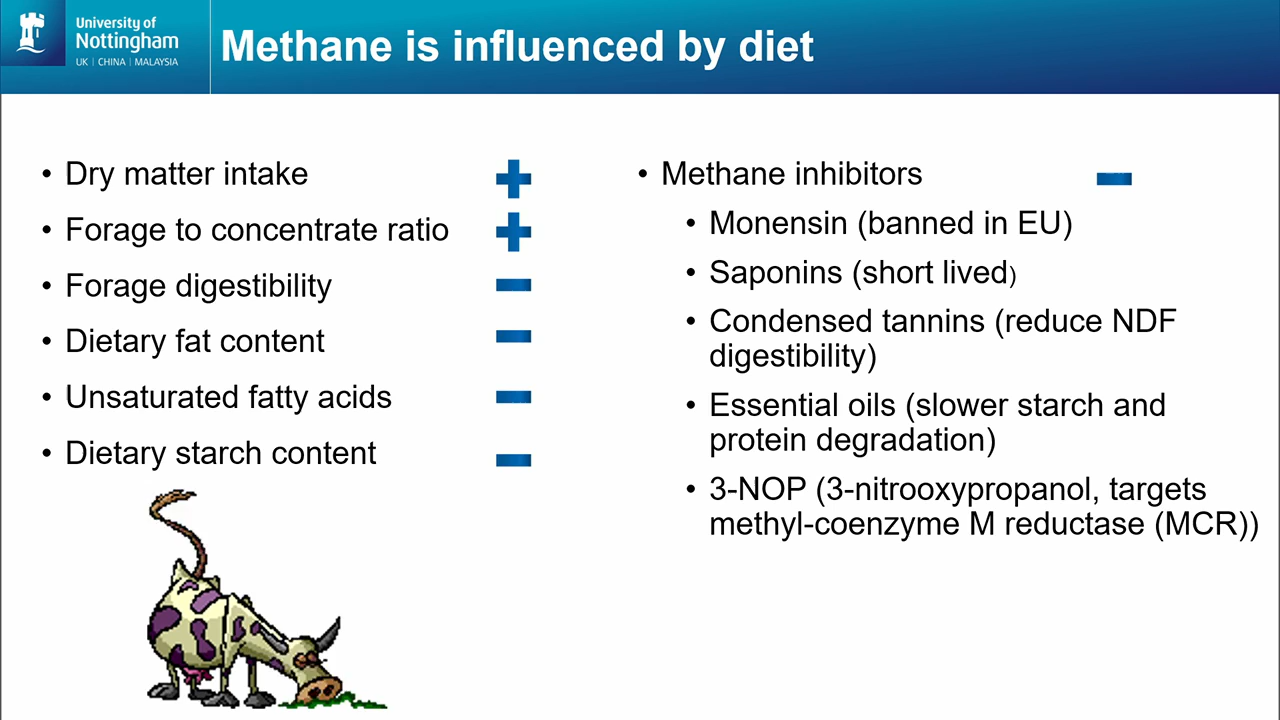 University of
Nottingham
UK | CHINA | MALAYSIA
Methane is influenced by diet
• Dry matter intake +
• Forage to concentrate ratio +
• Forage digestibility -
• Dietary fat content -
• Unsaturated fatty acids -
• Dietary starch content -
• Methane inhibitors -
• Monensin (banned in EU)
• Saponins (short lived)
• Condensed tannins (reduce NDF
digestibility)
• Essential oils (slower starch and
protein degradation)
• 3-NOP (3-nitrooxypropanol, targets
methyl-coenzyme M reductase (MCR))